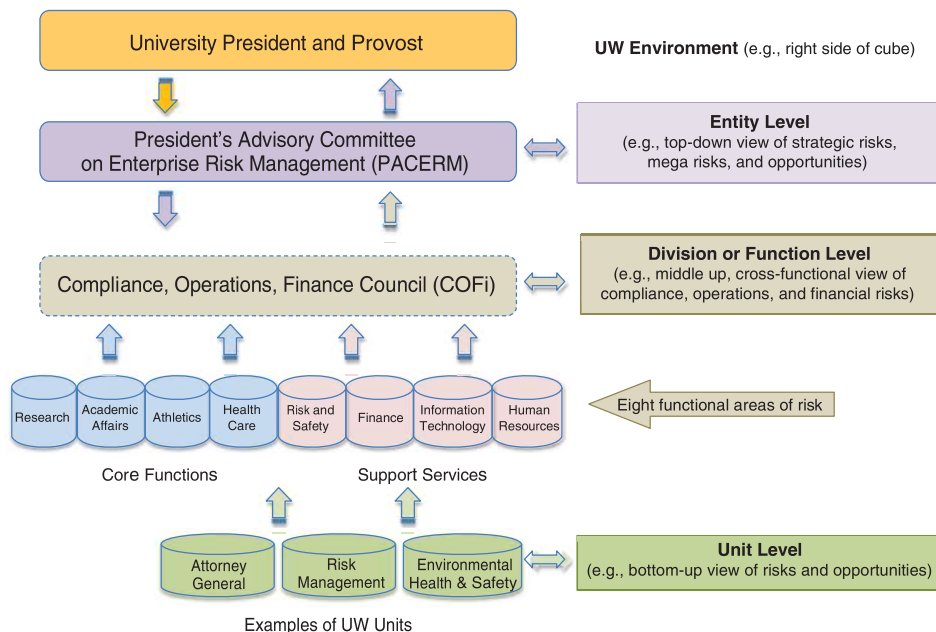 University President and Provost
UW Environment (e.g., right side of cube)
President's Advisory Committee
on Enterprise Risk Management (PACERM)
Entity Level
(e.g., top-down view of strategic risks,
mega risks, and opportunities)
Compliance, Operations, Finance Council (COFi)
Division or Function Level
(e.g., middle up, cross-functional view of
compliance, operations, and financial risks)
Research
Academic
Affairs
Athletics
Health
Care
Risk and
Safety
Finance
Information
Technology
Human
Resources
Eight functional areas of risk
Core Functions
Support Services
Attorney
General
Risk
Management
Environmental
Health & Safety
Unit Level
(e.g., bottom-up view of risks and opportunities)
Examples of UW Units